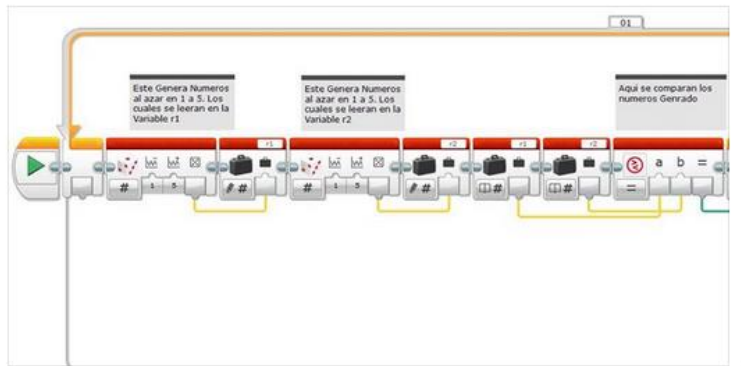 01
Este Genera Numeros
al azar en 1 a 5. Los
cuales se leeran en la
Variable r1
Este Genera Numeros
al azar en 1 a 5. Los
cuales se leeran en la
Variable r2
Aqui se comparan los
numeros Genrado
r1
r2
r1
r2
a b =
# 1 5
#
# 1 5
#
#
#
=